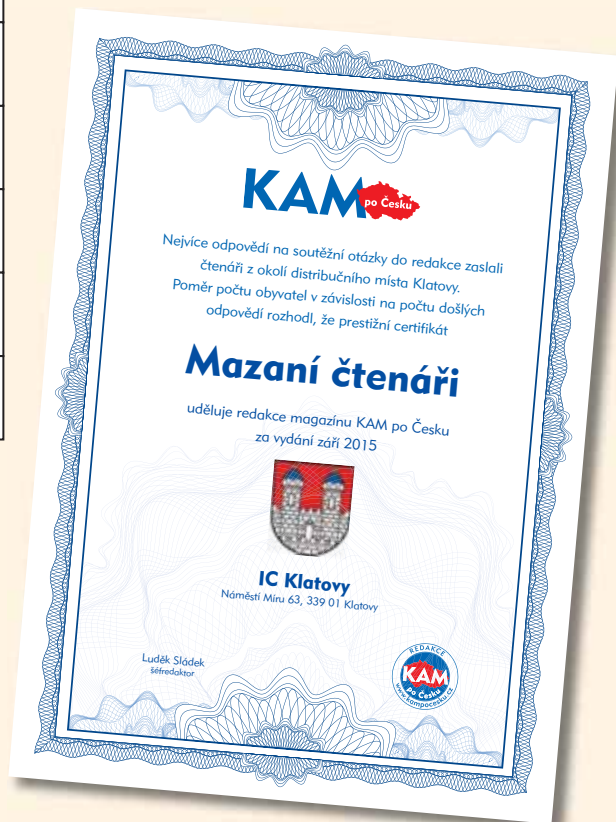 KAM
po Česku
Nejvíce odpovědí na soutěžní otázky do redakce zaslali
čtenáři z okolí distribučního místa Klatovy.
Poměr počtu obyvatel v závislosti na počtu došlých
odpovědí rozhodl, že prestižní certifikát
Mazaní čtenáři
uděluje redakce magazínu KAM po Česku
za vydání září 2015
IC Klatovy
Náměstí Míru 63, 339 01 Klatovy
Luděk Sládek
šéfredaktor
REDAKCE
KAM
po Česku
www.kampocesku.cz